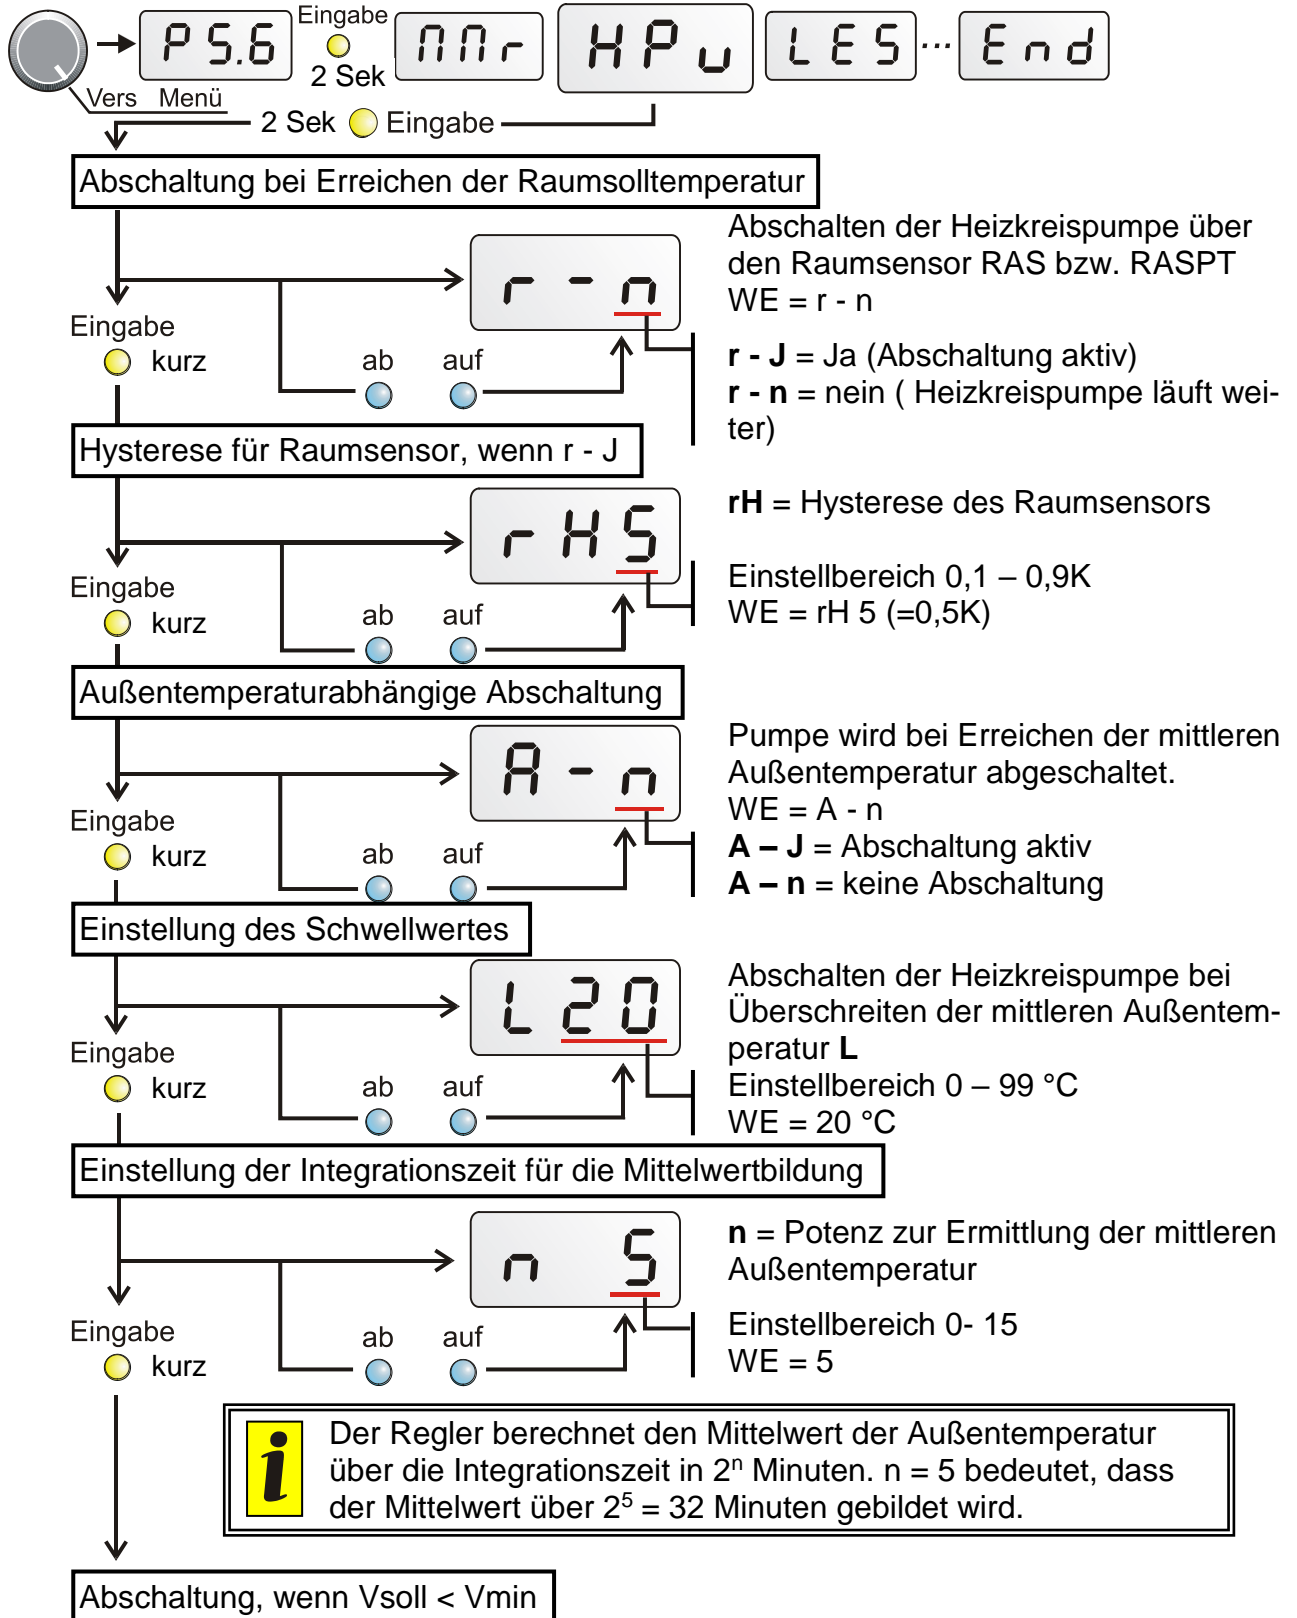 P5.6
Eingabe
2 Sek
nnr
HPu
LES
...
End
Vers Menü
2 Sek Eingabe
Abschaltung bei Erreichen der Raumsolltemperatur
r - n
Abschalten der Heizkreispumpe über
den Raumsensor RAS bzw. RASPT
WE = r - n
Eingabe
kurz
ab auf
r - J = Ja (Abschaltung aktiv)
r - n = nein ( Heizkreispumpe läuft wei-
ter)
Hysterese für Raumsensor, wenn r - J
rH5
rH = Hysterese des Raumsensors
Eingabe
kurz
ab auf
Einstellbereich 0,1 – 0,9K
WE = rH 5 (=0,5K)
Außentemperaturabhängige Abschaltung
A - n
Pumpe wird bei Erreichen der mittleren
Außentemperatur abgeschaltet.
WE = A - n
Eingabe
kurz
ab auf
A – J = Abschaltung aktiv
A – n = keine Abschaltung
Einstellung des Schwellwertes
L20
Abschalten der Heizkreispumpe bei
Überschreiten der mittleren Außentem-
peratur L
Eingabe
kurz
ab auf
Einstellbereich 0 – 99 °C
WE = 20 °C
Einstellung der Integrationszeit für die Mittelwertbildung
n 5
n = Potenz zur Ermittlung der mittleren
Außentemperatur
Eingabe
kurz
ab auf
Einstellbereich 0- 15
WE = 5
i
Der Regler berechnet den Mittelwert der Außentemperatur
über die Integrationszeit in 2ⁿ Minuten. n = 5 bedeutet, dass
der Mittelwert über 2⁵ = 32 Minuten gebildet wird.
Abschaltung, wenn Vsoll < Vmin